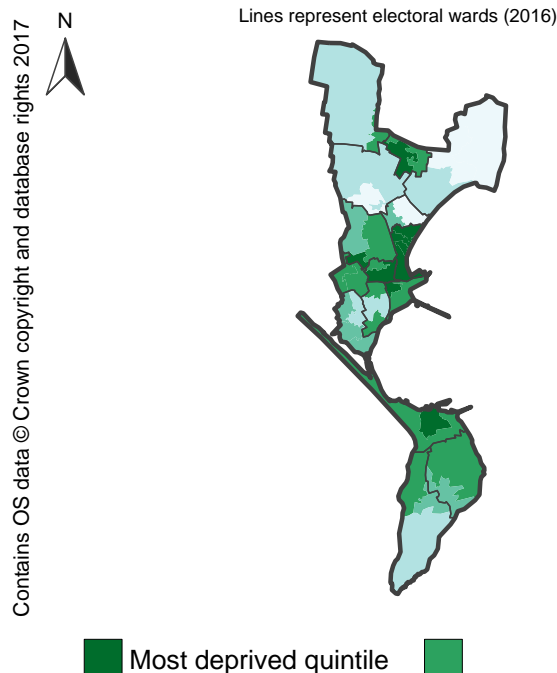 Lines represent electoral wards (2016)
N
Contains OS data © Crown copyright and database rights 2017
Most deprived quintile